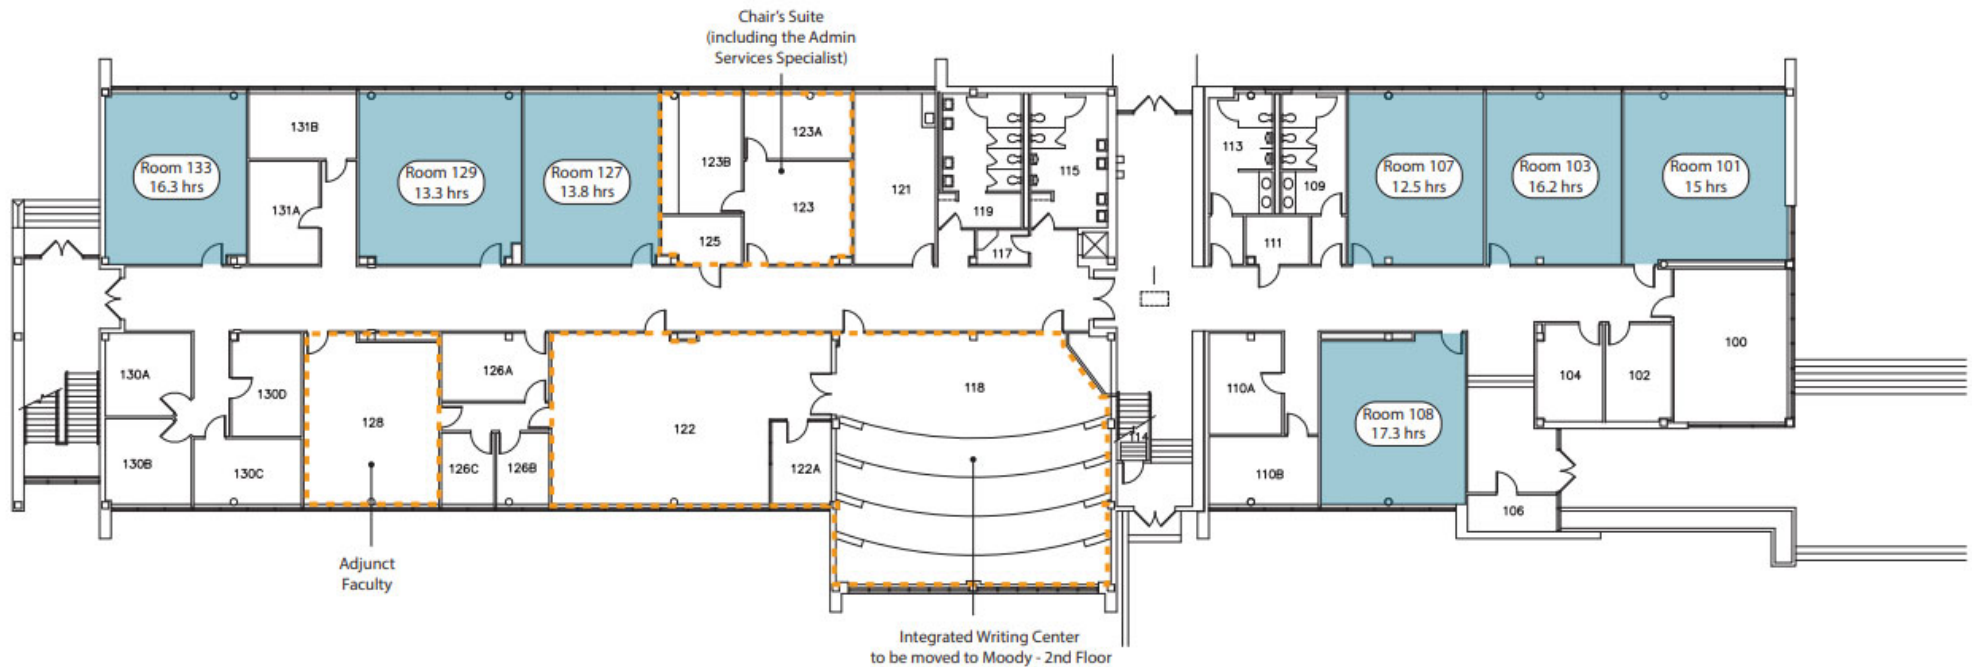 Chair's Suite
(including the Admin
Services Specialist)
Room 133
16.3 hrs
131B
131A
Room 129
13.3 hrs
Room 127
13.8 hrs
123A
123B
123
125
121
119
117
115
113
109
111
Room 107
12.5 hrs
Room 103
16.2 hrs
Room 101
15 hrs
130A
130B
130C
130D
128
126A
126C
126B
122
122A
118
114
110A
110B
Room 108
17.3 hrs
104
102
100
106
Adjunct
Faculty
Integrated Writing Center
to be moved to Moody - 2nd Floor